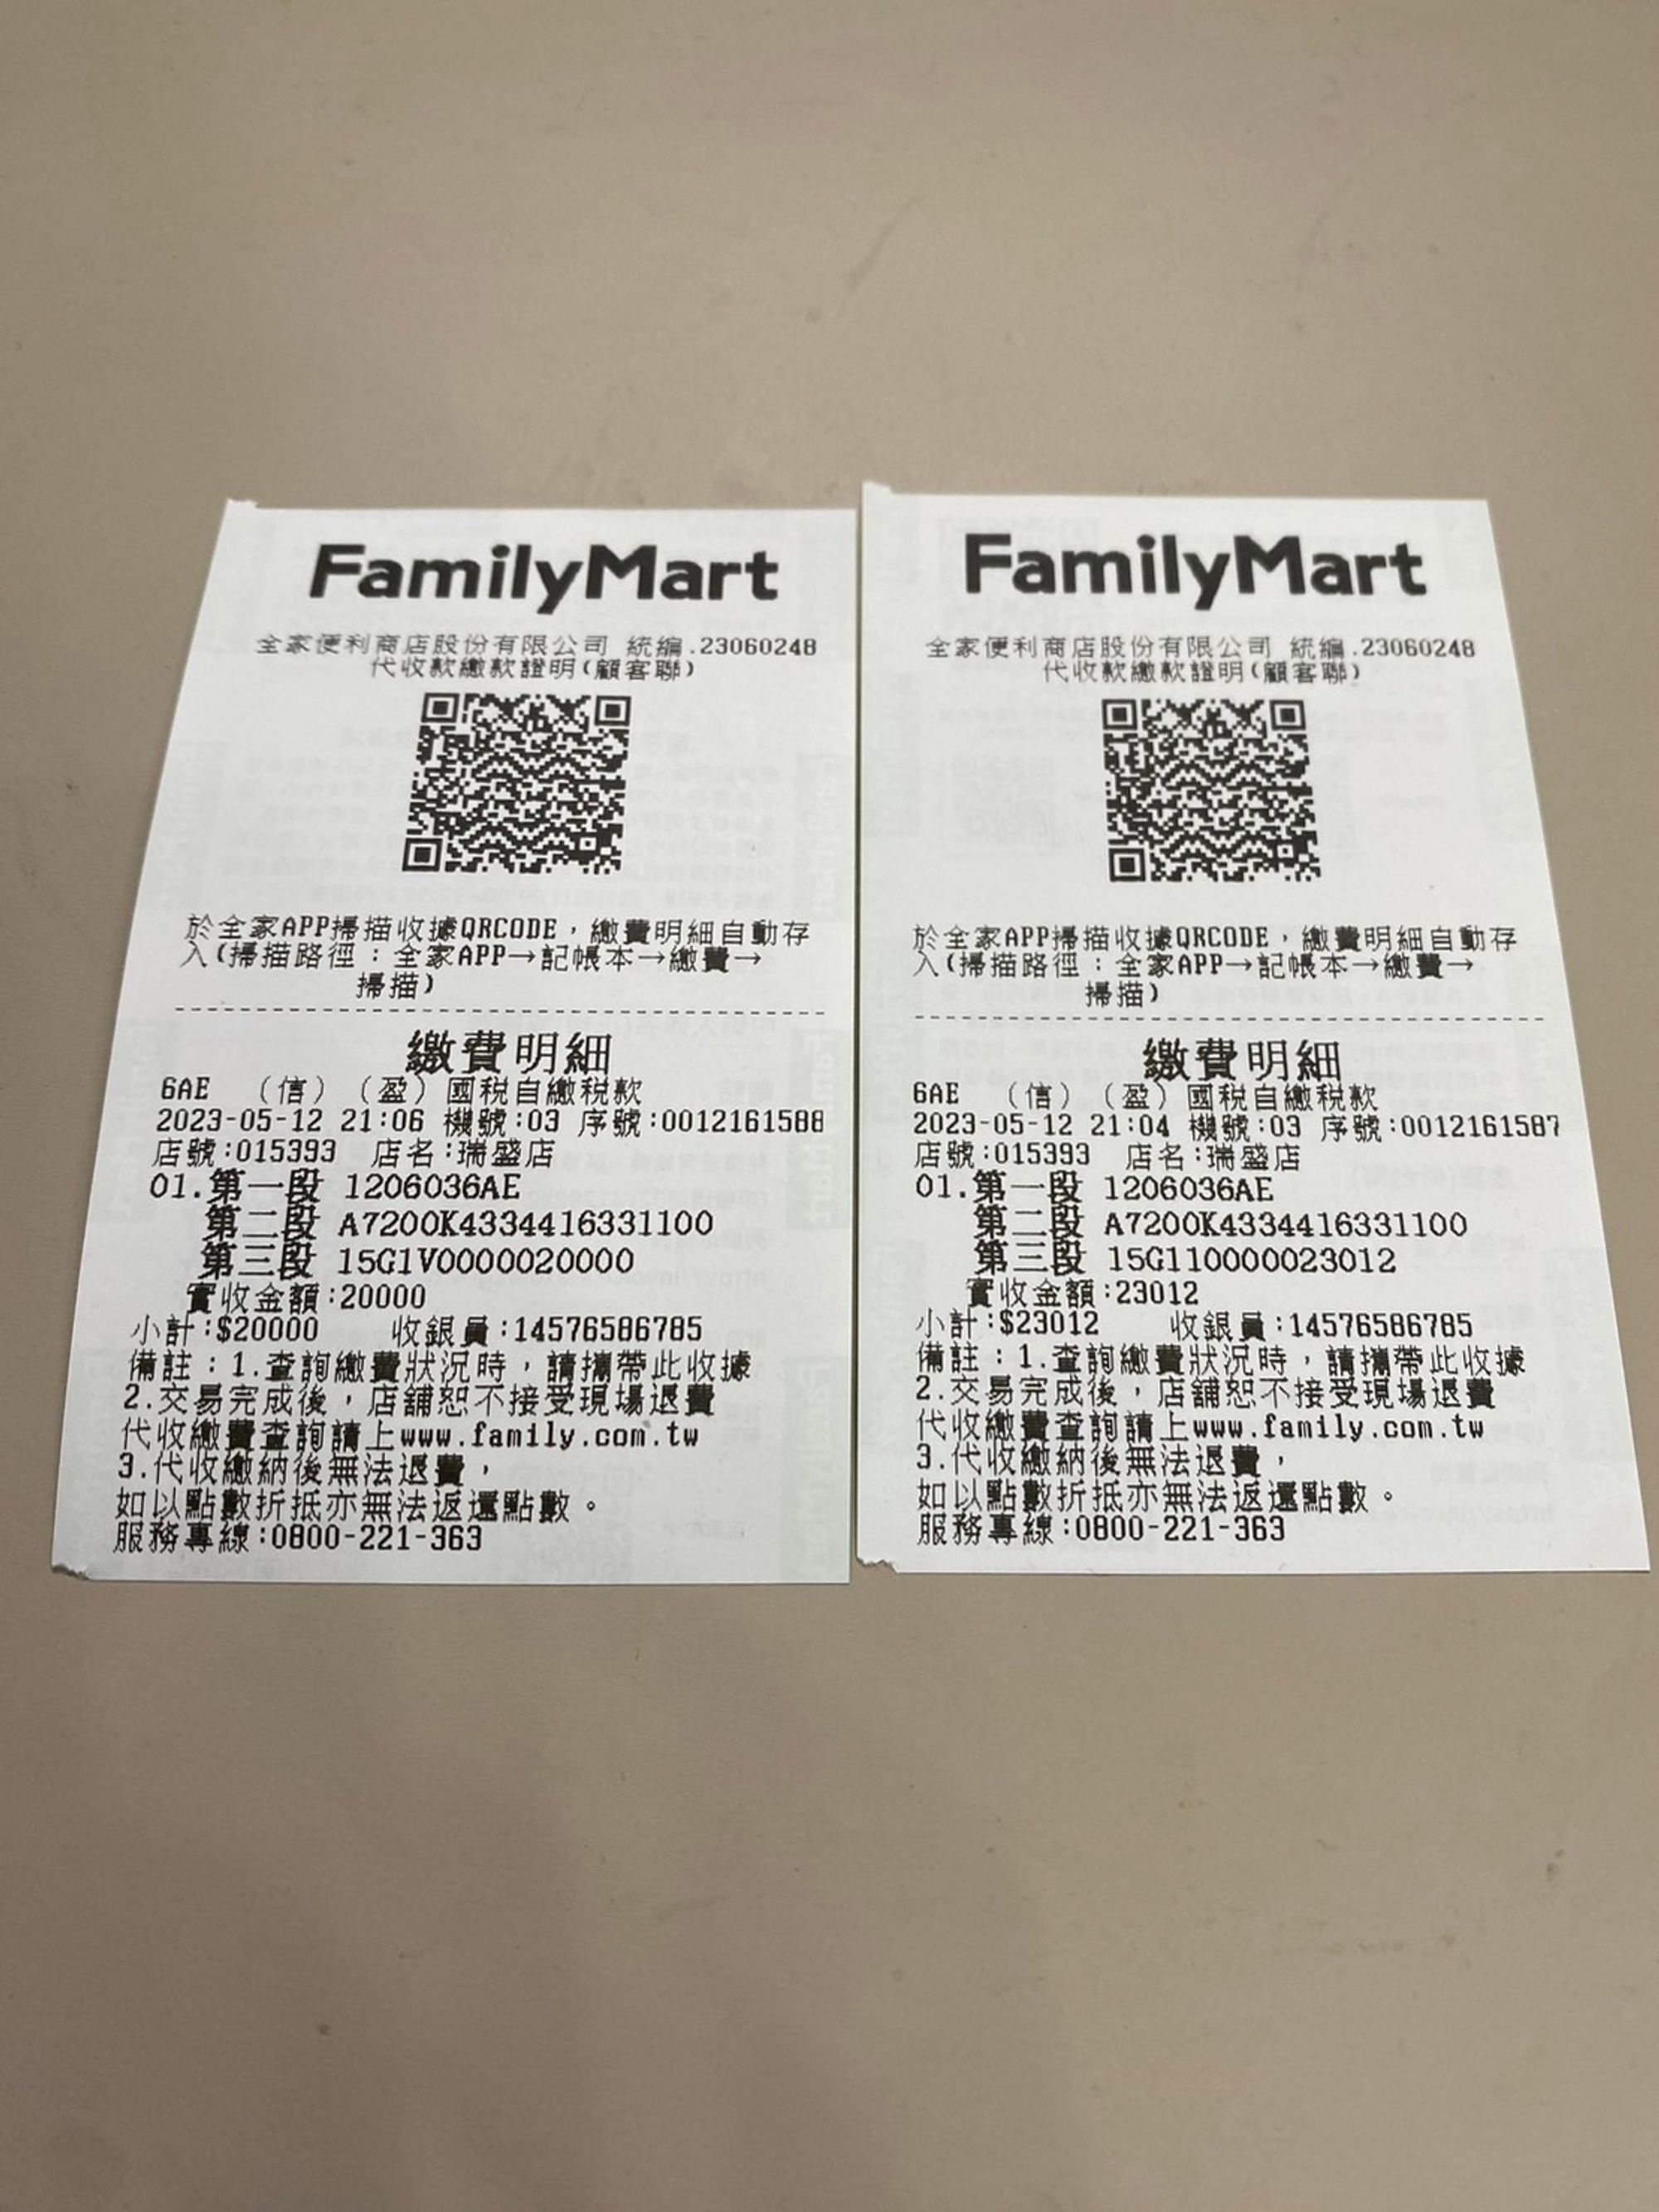 FamilyMart
全家便利商店股份有限公司 統編.23060248
代收款繳款證明(顧客聯)
於全家APP掃描收據QRCODE，繳費明細自動存
入(掃描路徑：全家APP→記帳本→繳費→
掃描)
繳費明細
6AE （信）（盈）國稅自繳稅款
2023-05-12 21:06 機號:03 序號:0012161588
店號:015393 店名:瑞盛店
01.第一段 1206036AE
第二段 A7200K4334416331100
第三段 15G1V0000020000
實收金額:20000
小計:$20000 收銀員:14576586785
備註：1.查詢繳費狀況時，請攜帶此收據
2.交易完成後，店舖恕不接受現場退費
代收繳費查詢請上www.family.com.tw
3.代收繳納後無法退費，
如以點數折抵亦無法返還點數。
服務專線:0800-221-363
FamilyMart
全家便利商店股份有限公司 統編.23060248
代收款繳款證明(顧客聯)
於全家APP掃描收據QRCODE，繳費明細自動存
入(掃描路徑：全家APP→記帳本→繳費→
掃描)
繳費明細
6AE （信）（盈）國稅自繳稅款
2023-05-12 21:04 機號:03 序號:0012161587
店號:015393 店名:瑞盛店
01.第一段 1206036AE
第二段 A7200K4334416331100
第三段 15G110000023012
實收金額:23012
小計:$23012 收銀員:14576586785
備註：1.查詢繳費狀況時，請攜帶此收據
2.交易完成後，店舖恕不接受現場退費
代收繳費查詢請上www.family.com.tw
3.代收繳納後無法退費，
如以點數折抵亦無法返還點數。
服務專線:0800-221-363